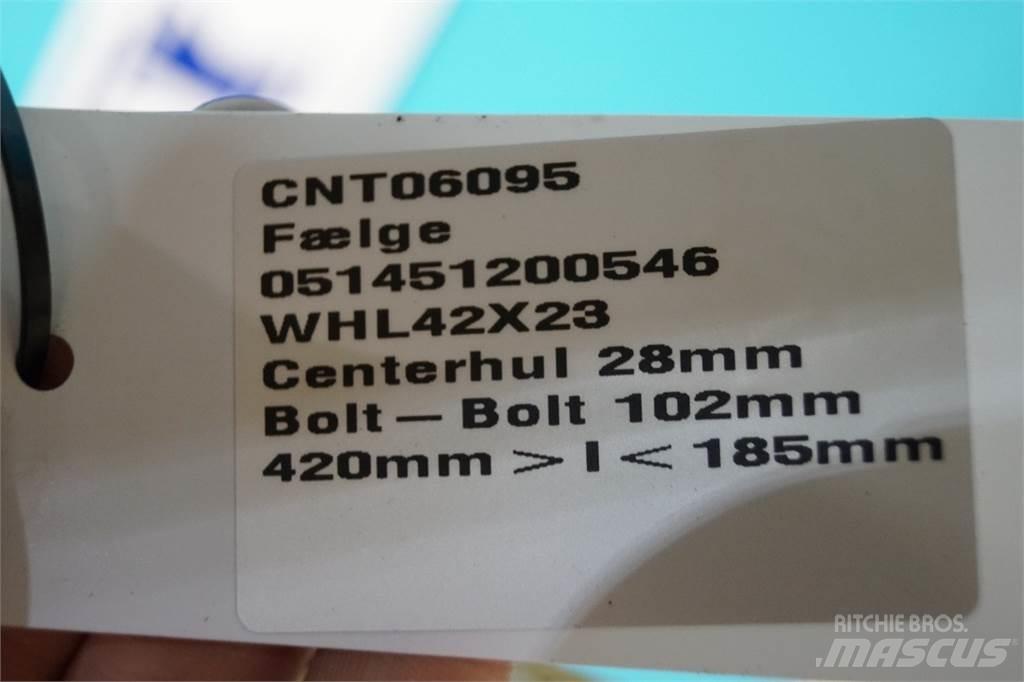 CNT06095
Fælge
051451200546
WHL42X23
Centerhul 28mm
Bolt – Bolt 102mm
420mm > I < 185mm
RITCHIE BROS.
MASCUS